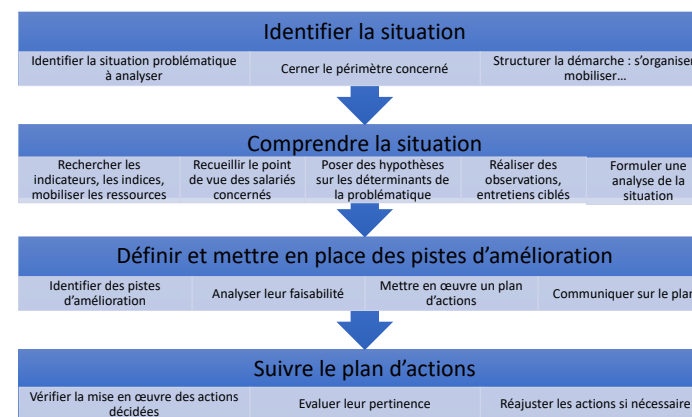 Identifier la situation
Identifier la situation problématique
à analyser
Cerner le périmètre concerné
Structurer la démarche : s'organiser
mobiliser…
Comprendre la situation
Rechercher les
indicateurs, les indices,
mobiliser les ressources
Recueillir le point
de vue des salariés
concernés
Poser des hypothèses
sur les déterminants de
la problématique
Réaliser des
observations,
entretiens ciblés
Formuler une
analyse de la
situation
Définir et mettre en place des pistes d'amélioration
Identifier des pistes
d'amélioration
Analyser leur faisabilité
Mettre en œuvre un plan
d'actions
Communiquer sur le plan
Suivre le plan d'actions
Vérifier la mise en œuvre des actions
décidées
Evaluer leur pertinence
Réajuster les actions si nécessaire